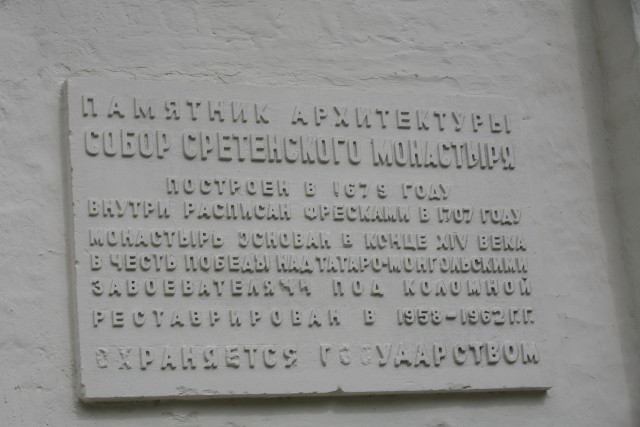 ПАМЯТНИК АРХИТЕКТУРЫ
СОБОР СРЕТЕНСКОГО МОНАСТЫРЯ
ПОСТРОЕН В 1679 ГОДУ
ВНУТРИ РАСПИСАН ФРЕСКАМИ В 1707 ГОДУ
МОНАСТЫРЬ ОСНОВАН В КОНЦЕ XIV ВЕКА
В ЧЕСТЬ ПОБЕДЫ НАД ТАТАРО-МОНГОЛЬСКИМИ
ЗАВОЕВАТЕЛЯМИ ПОД КОЛОМНОЙ
РЕСТАВРИРОВАН В 1958-1962 Г.Г.
ОХРАНЯЕТСЯ ГОСУДАРСТВОМ